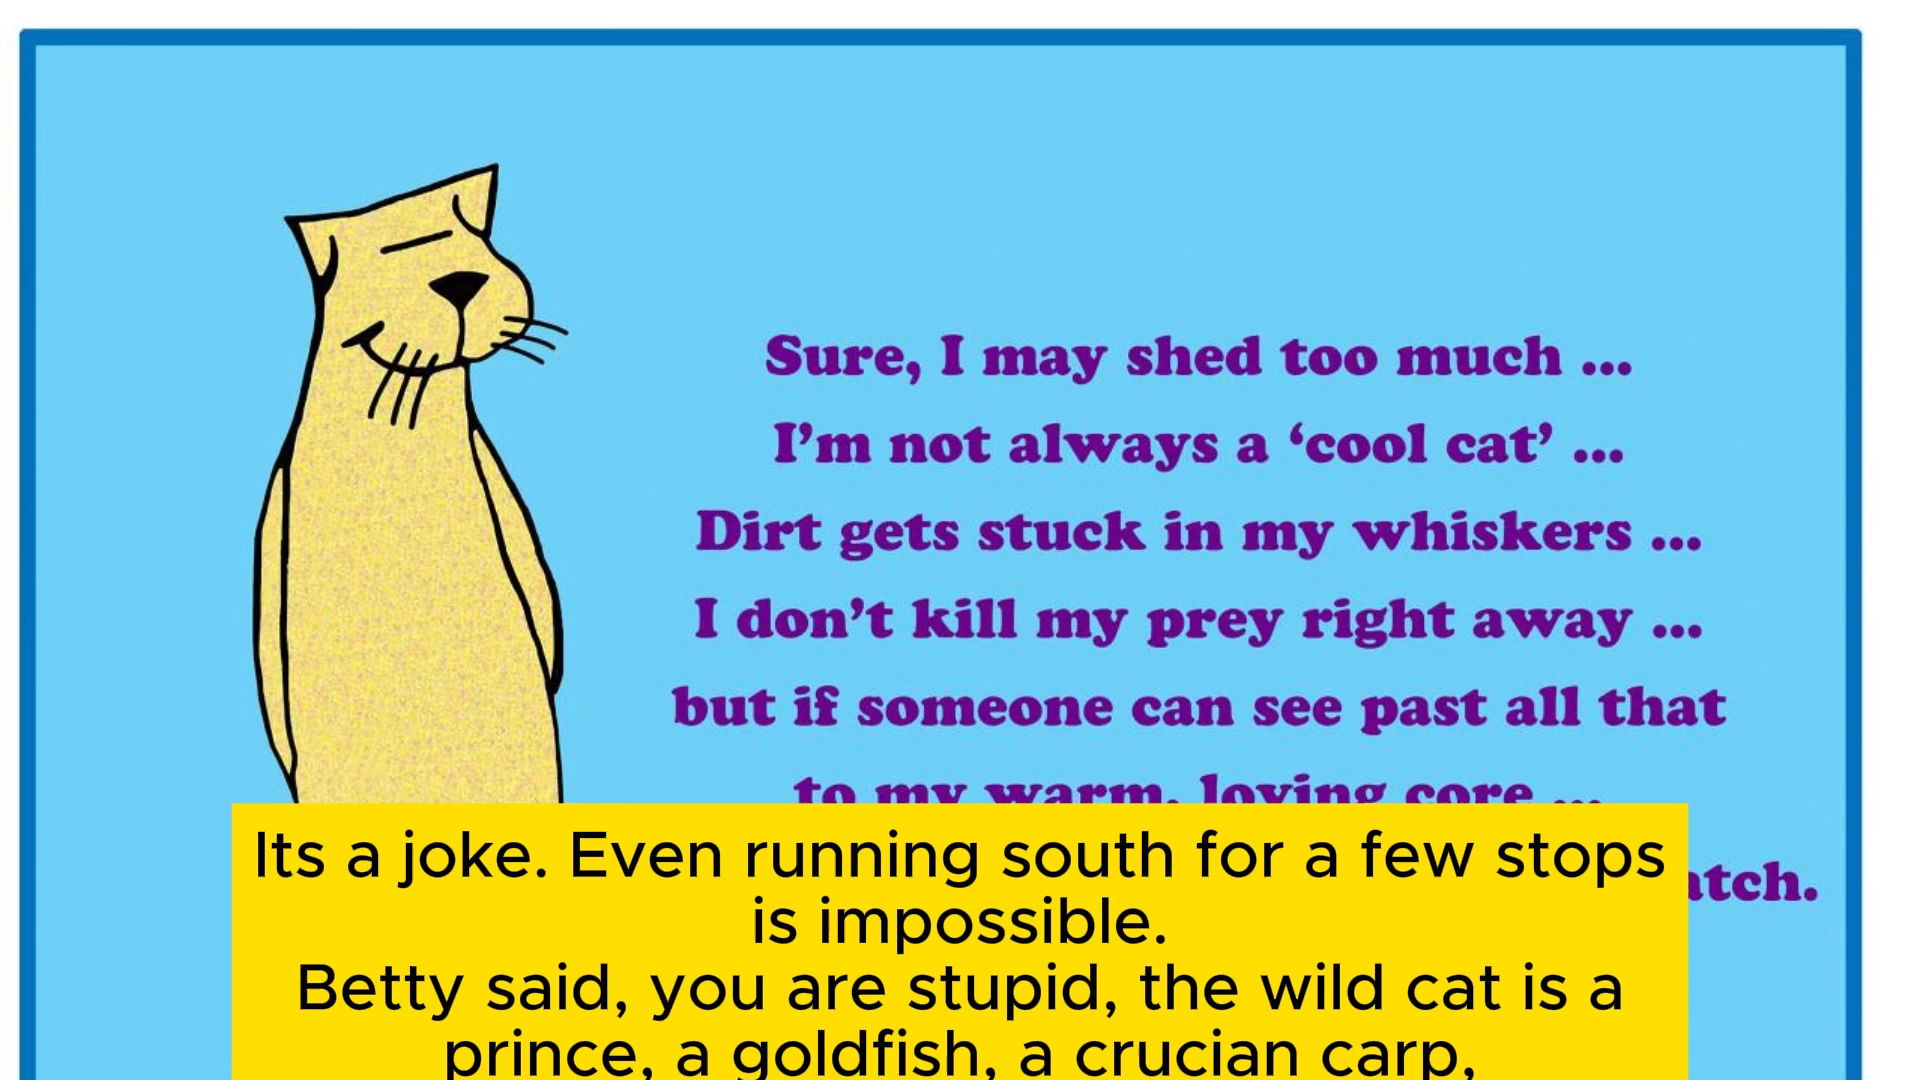 Sure, I may shed too much ...
I’m not always a ‘cool cat’ ...
Dirt gets stuck in my whiskers ...
I don’t kill my prey right away ...
but if someone can see past all that
to my warm, loving core ...
atch.
Its a joke. Even running south for a few stops
is impossible.
Betty said, you are stupid, the wild cat is a
prince, a goldfish, a crucian carp,